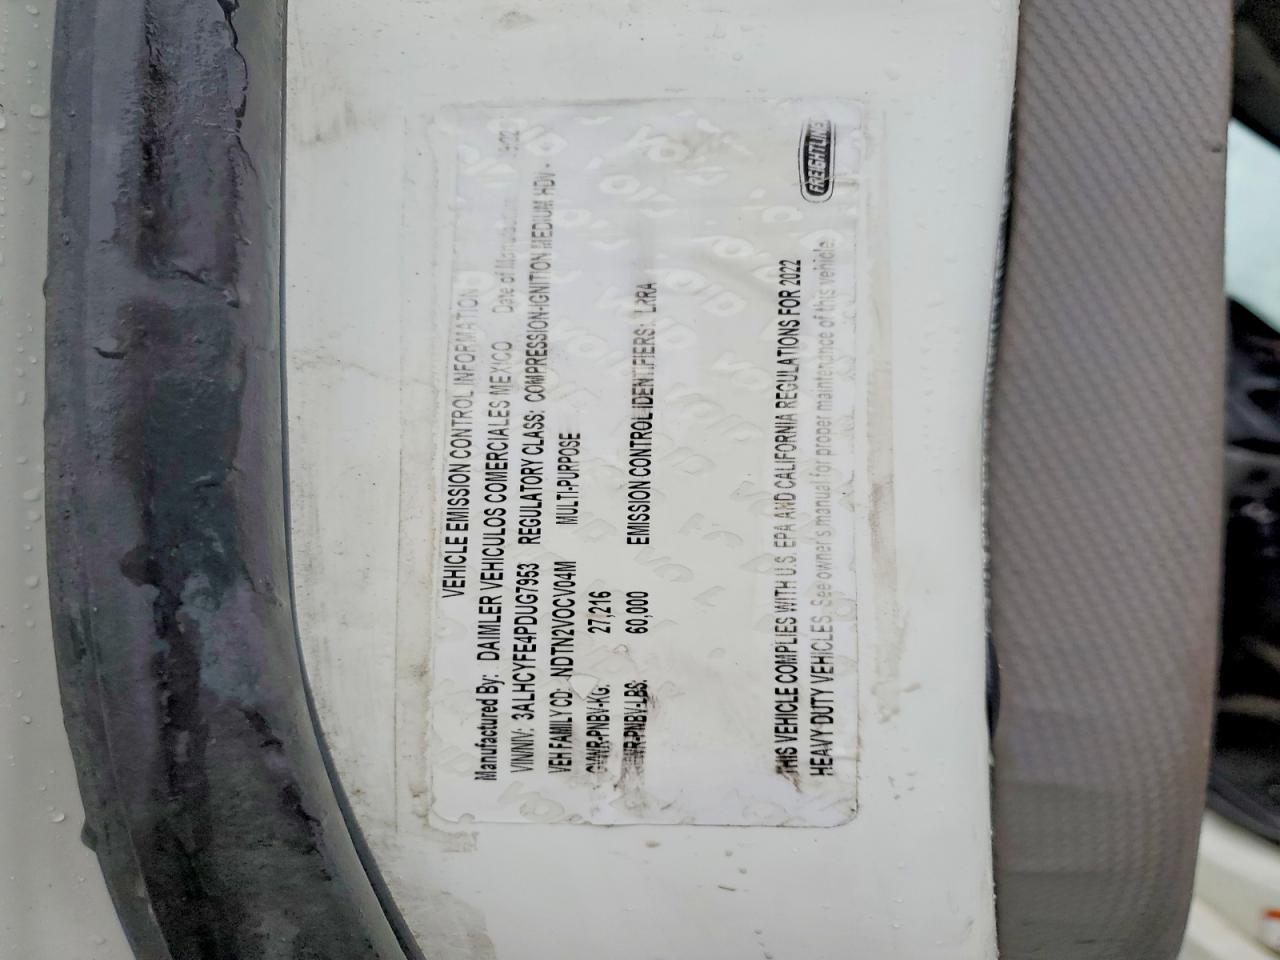 FREIGHTLINER
VEHICLE EMISSION CONTROL INFORMATION
Manufactured By: DAIMLER VEHICULOS COMERCIALES MEXICO Date of
VIN/NIV: 3ALHCYFE4PDUG7953 REGULATORY CLASS: COMPRESSION-IGNITION MEDIUM HDV -
VEH FAMILY CD: NDTN2VOCV04M MULTI-PURPOSE
GVWR-PNBV-KG: 27,216
GVWR-PNBV-LBS: 60,000 EMISSION CONTROL IDENTIFIERS: LRRA
THIS VEHICLE COMPLIES WITH U.S. EPA AND CALIFORNIA REGULATIONS FOR 2022
HEAVY DUTY VEHICLES. See owner's manual for proper maintenance of this vehicle.